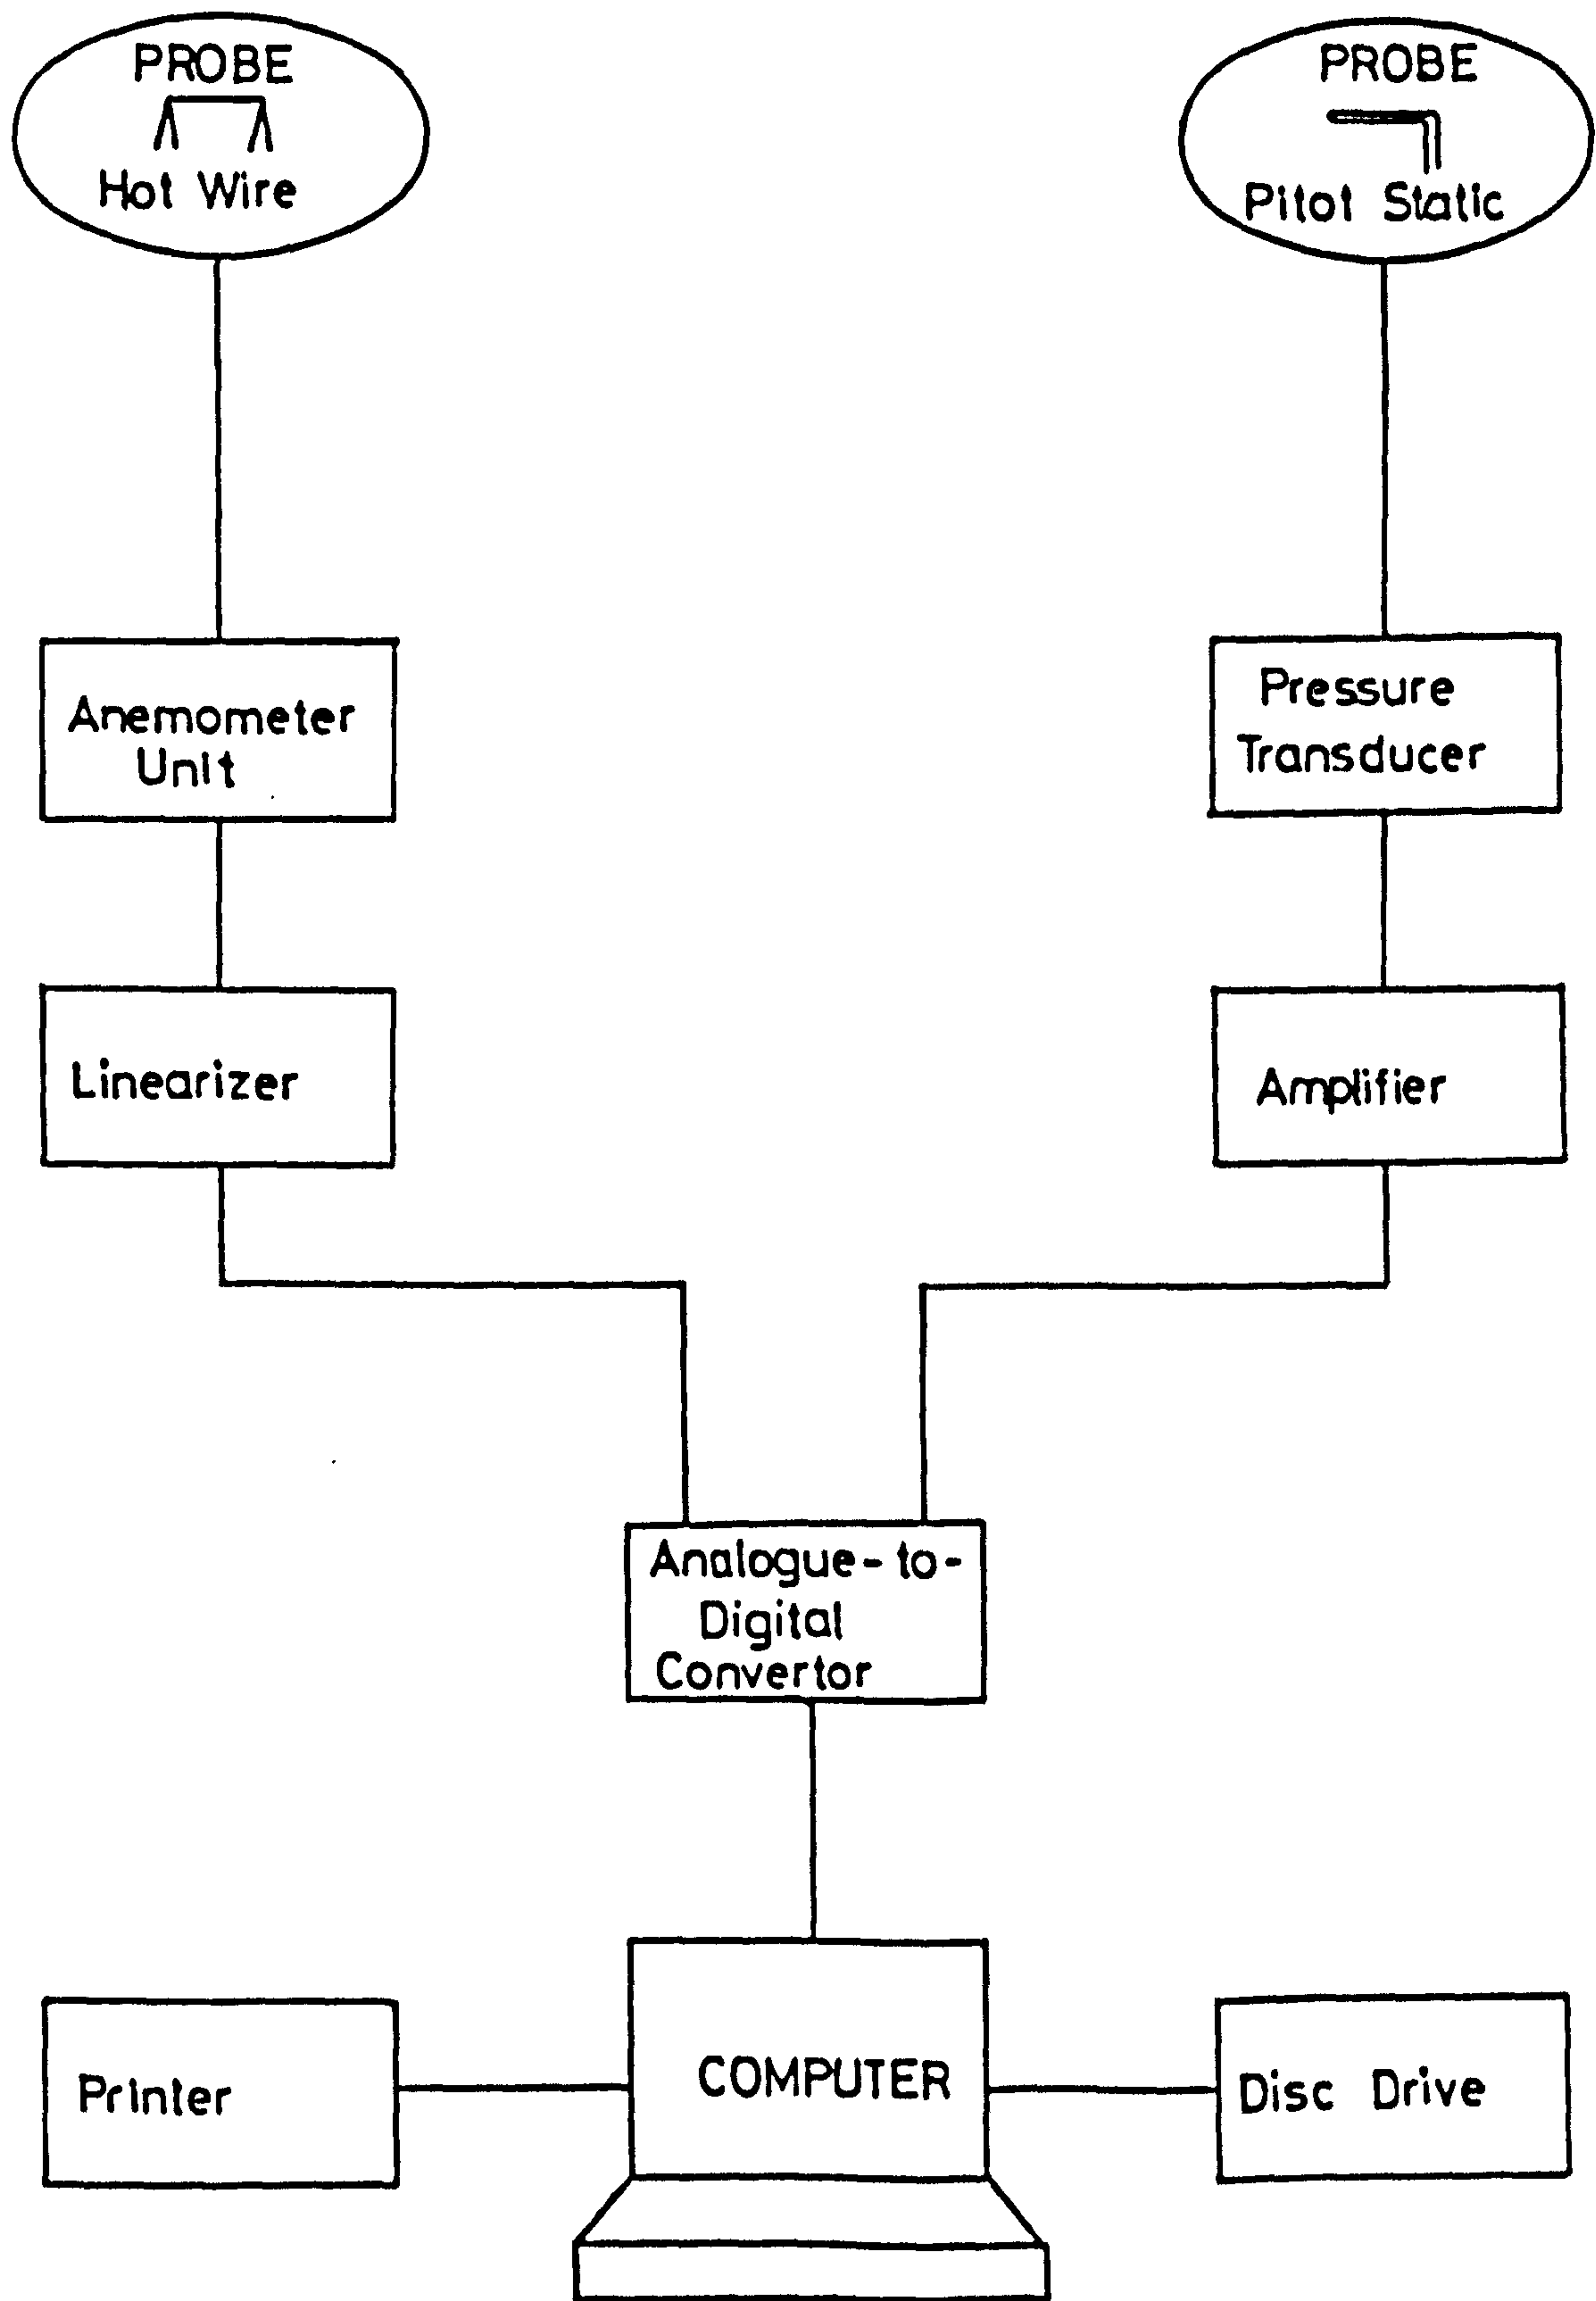 PROBE
Hot Wire
PROBE
Pitot Static
Anemometer
Unit
Pressure
Transducer
Linearizer
Amplifier
Analogue-to-
Digital
Convertor
Printer
COMPUTER
Disc Drive